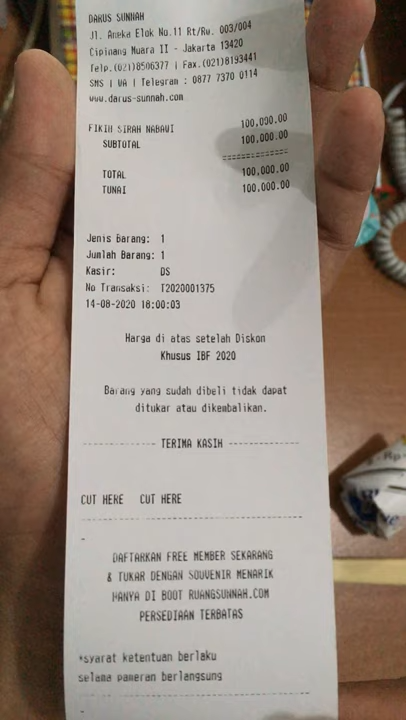 DARUS SUNNAH
Jl. Aneka Elok No.11 Rt/Rw. 003/004
Cipinang Muara II - Jakarta 13420
Telp.(021)8506377 | Fax.(021)8193441
SMS | WA | Telegram : 0877 7370 0114
www.darus-sunnah.com
FIKIH SIRAH NABAWI 100,000.00
SUBTOTAL 100,000.00
==============
TOTAL 100,000.00
TUNAI 100,000.00
Jenis Barang: 1
Jumlah Barang: 1
Kasir: DS
No Transaksi: T2020001375
14-08-2020 18:00:03
Harga di atas setelah Diskon
Khusus IBF 2020
Barang yang sudah dibeli tidak dapat
ditukar atau dikembalikan.
-------------- TERIMA KASIH --------------
CUT HERE CUT HERE
------------------------------------------
-
DAFTARKAN FREE MEMBER SEKARANG
& TUKAR DENGAN SOUVENIR MENARIK
HANYA DI BOOT RUANGSUNNAH.COM
PERSEDIAAN TERBATAS
*syarat ketentuan berlaku
selama pameran berlangsung
------------------------------------------
-
Rp